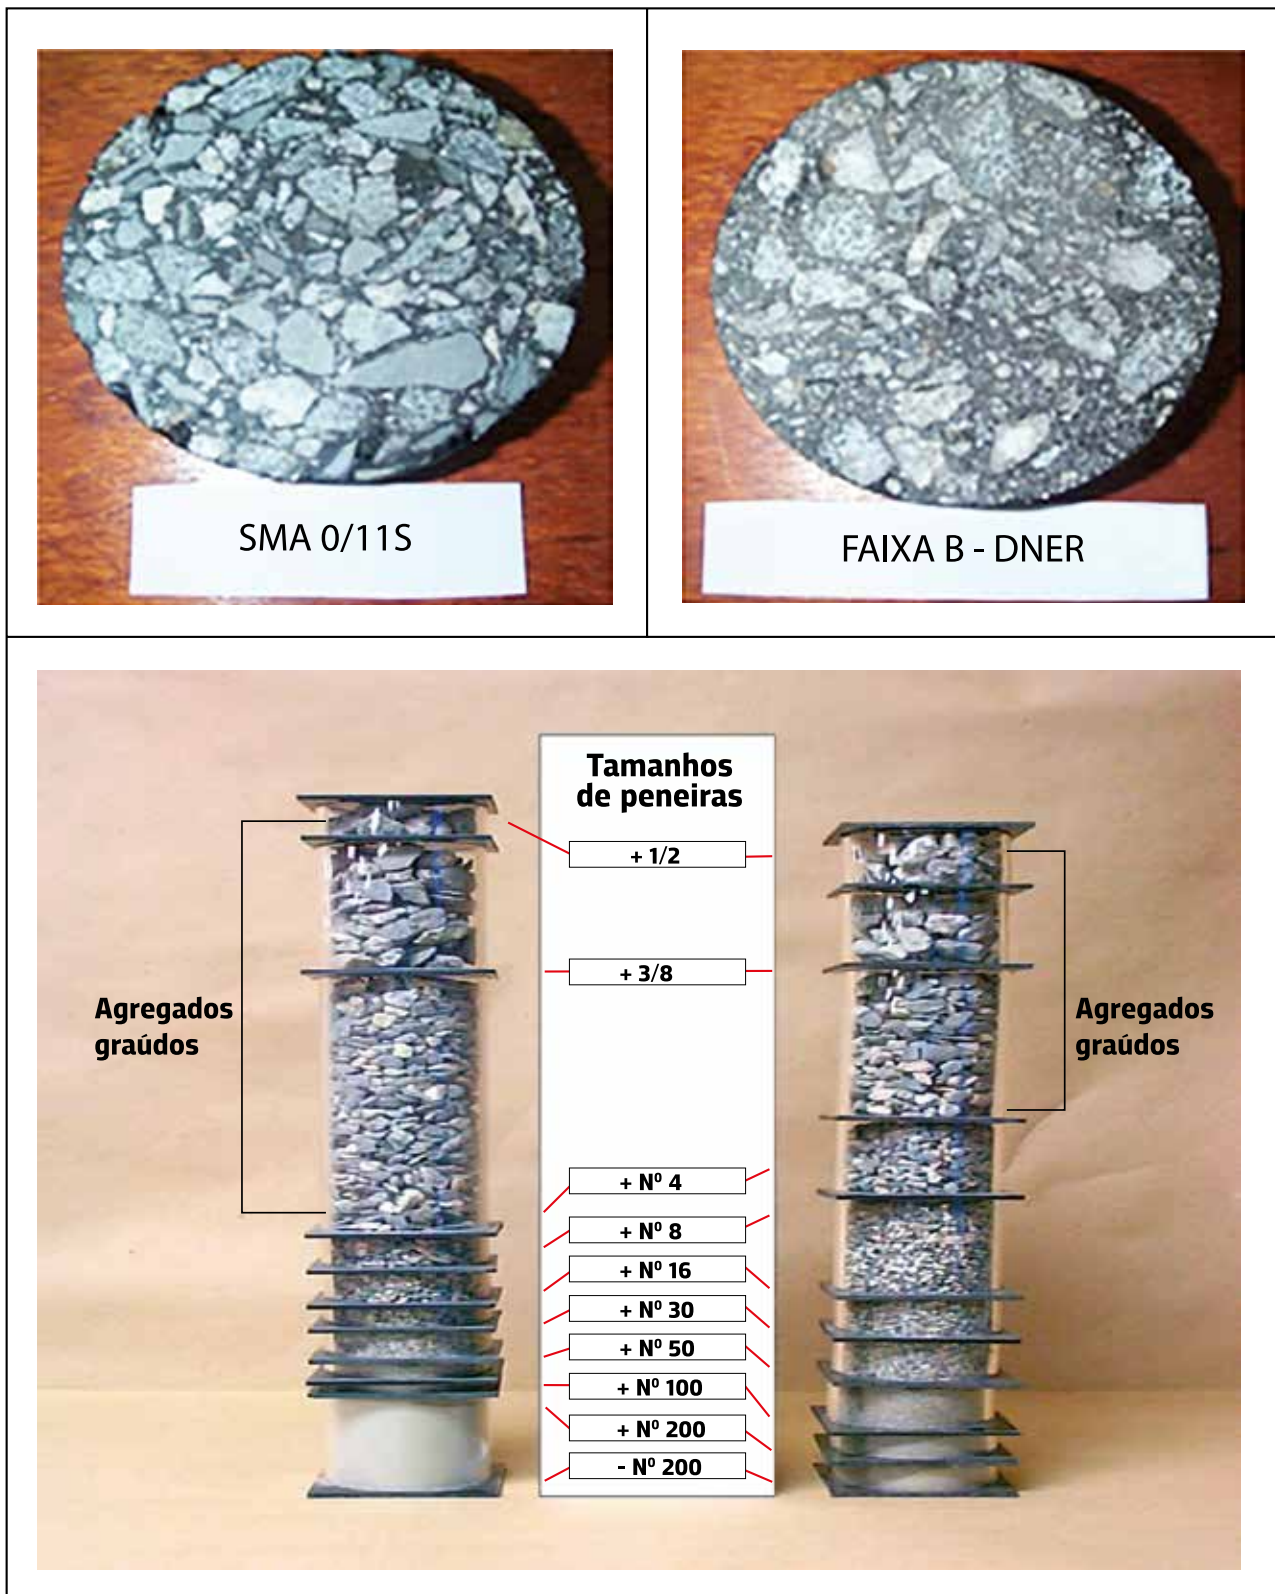 SMA 0/11S
FAIXA B - DNER
Tamanhos
de peneiras
+ 1/2
+ 3/8
Agregados
graúdos
Agregados
graúdos
+ Nº 4
+ Nº 8
+ Nº 16
+ Nº 30
+ Nº 50
+ Nº 100
+ Nº 200
- Nº 200